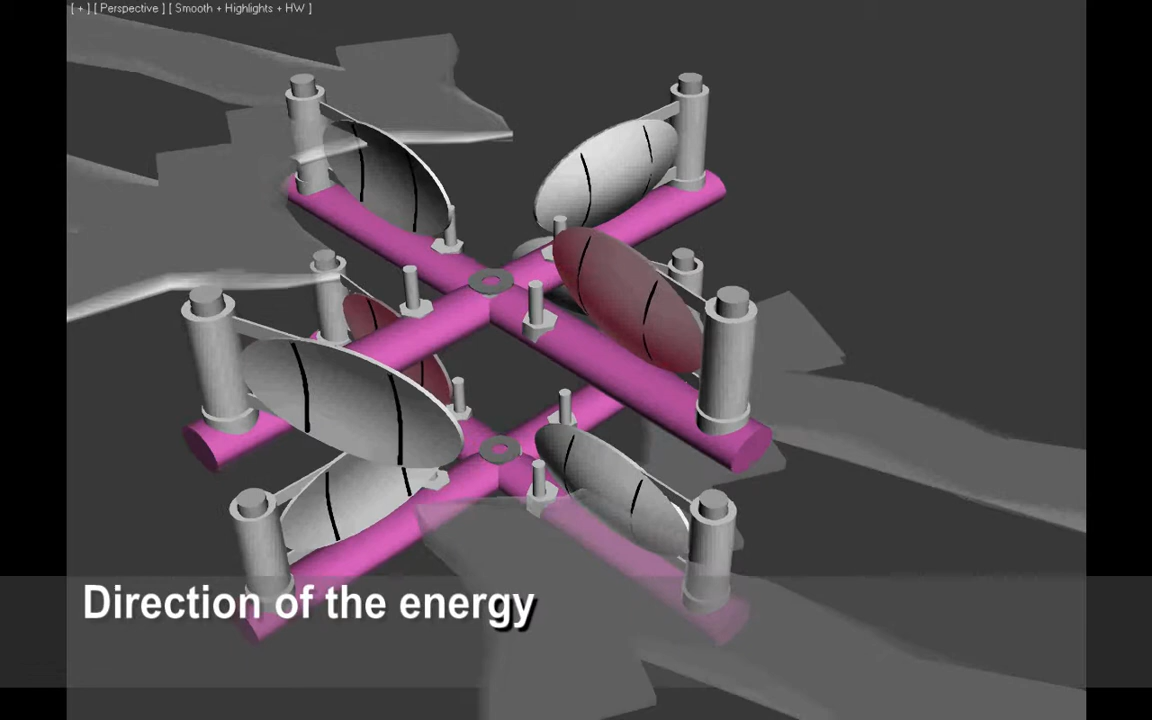 [ + ] [ Perspective ] [ Smooth + Highlights + HW ]
Direction of the energy